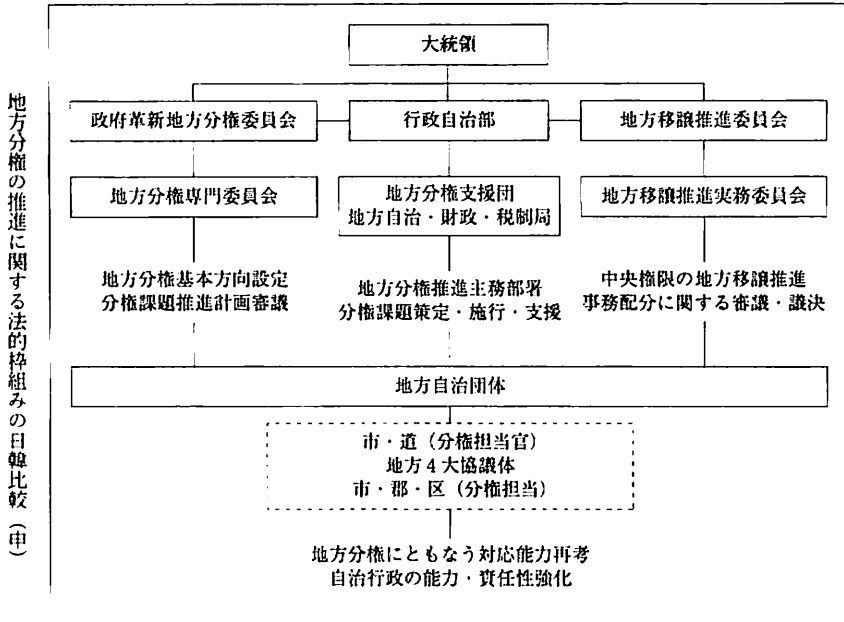 地方分権の推進に関する法的枠組みの日韓比較(申)
大統領
政府革新地方分権委員会
行政自治部
地方移譲推進委員会
地方分権専門委員会
地方分権支援団
地方自治・財政・税制局
地方移譲推進実務委員会
地方分権基本方向設定
分権課題推進計画審議
地方分権推進主務部署
分権課題策定・施行・支援
中央権限の地方移譲推進
事務配分に関する審議・議決
地方自治団体
市・道(分権担当官)
地方4大協議体
市・郡・区(分権担当)
地方分権にともなう対応能力再考
自治行政の能力・責任性強化